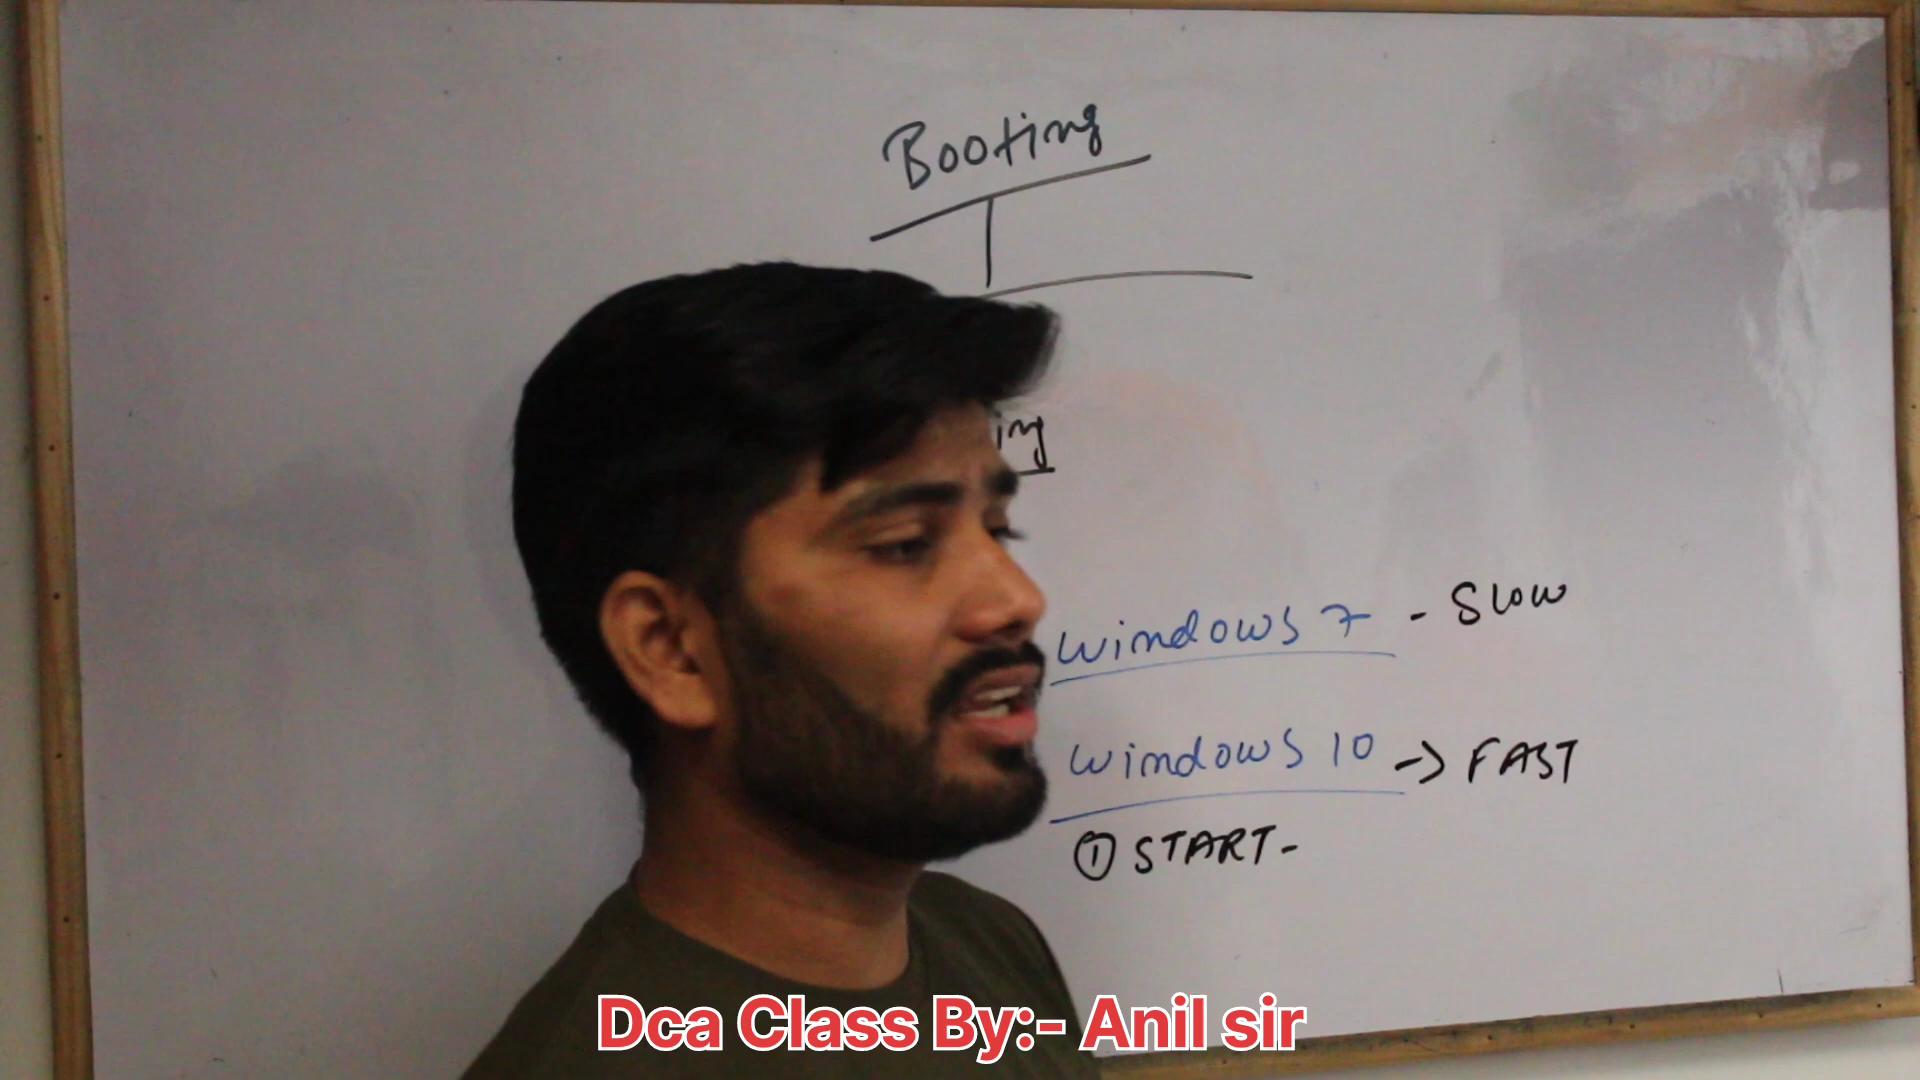 Booting
ing
Windows 7 - Slow
Windows 10 -> FAST
① START-
Dca Class By:- Anil sir